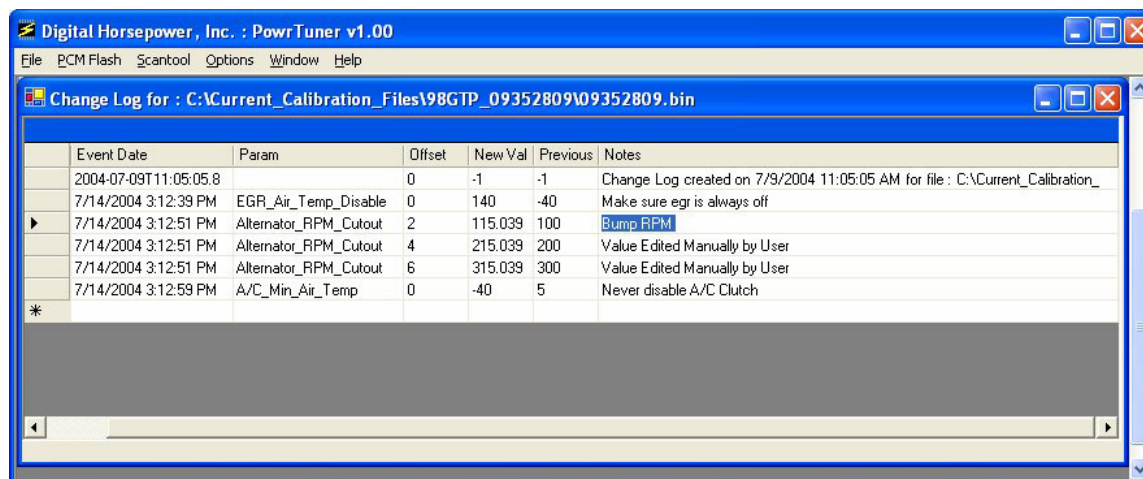 Digital Horsepower, Inc. : PowrTuner v1.00
File PCM Flash Scantool Options Window Help
Change Log for : C:\Current_Calibration_Files\98GTP_09352809\09352809.bin
Event Date Param Offset New Val Previous Notes
2004-07-09T11:05:05.8 0 -1 -1 Change Log created on 7/9/2004 11:05:05 AM for file : C:\Current_Calibration_
7/14/2004 3:12:39 PM EGR_Air_Temp_Disable 0 140 -40 Make sure egr is always off
7/14/2004 3:12:51 PM Alternator_RPM_Cutout 2 115.039 100 Bump RPM
7/14/2004 3:12:51 PM Alternator_RPM_Cutout 4 215.039 200 Value Edited Manually by User
7/14/2004 3:12:51 PM Alternator_RPM_Cutout 6 315.039 300 Value Edited Manually by User
7/14/2004 3:12:59 PM A/C_Min_Air_Temp 0 -40 5 Never disable A/C Clutch